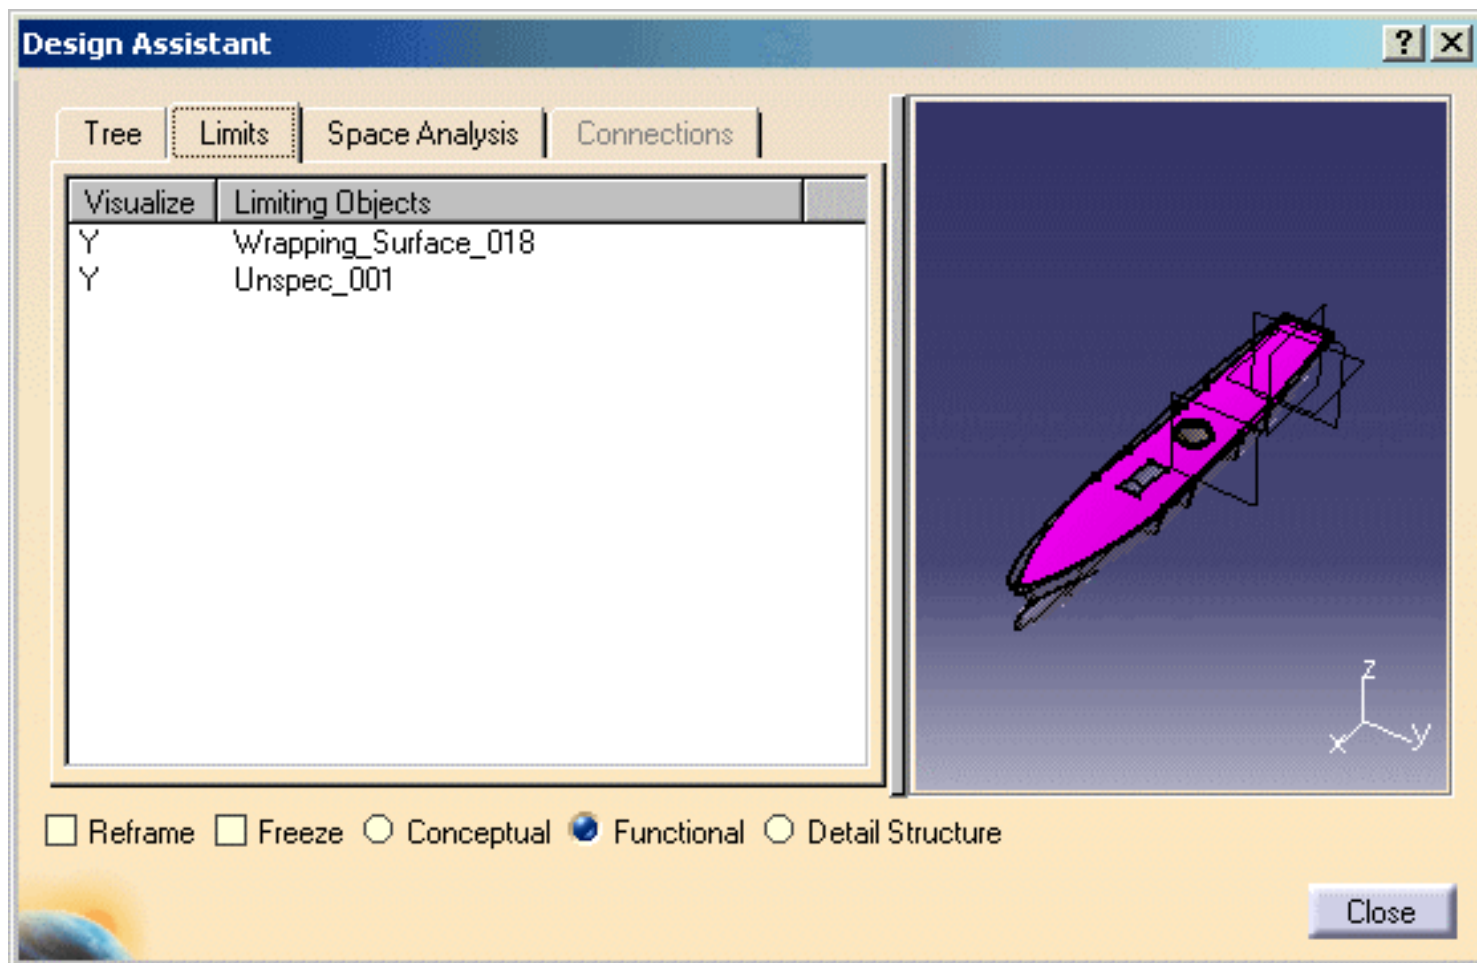 Design Assistant ? X
Tree Limits Space Analysis Connections
Visualize Limiting Objects
Y Wrapping_Surface_018
Y Unspec_001
z
x y
Reframe Freeze Conceptual Functional Detail Structure
Close